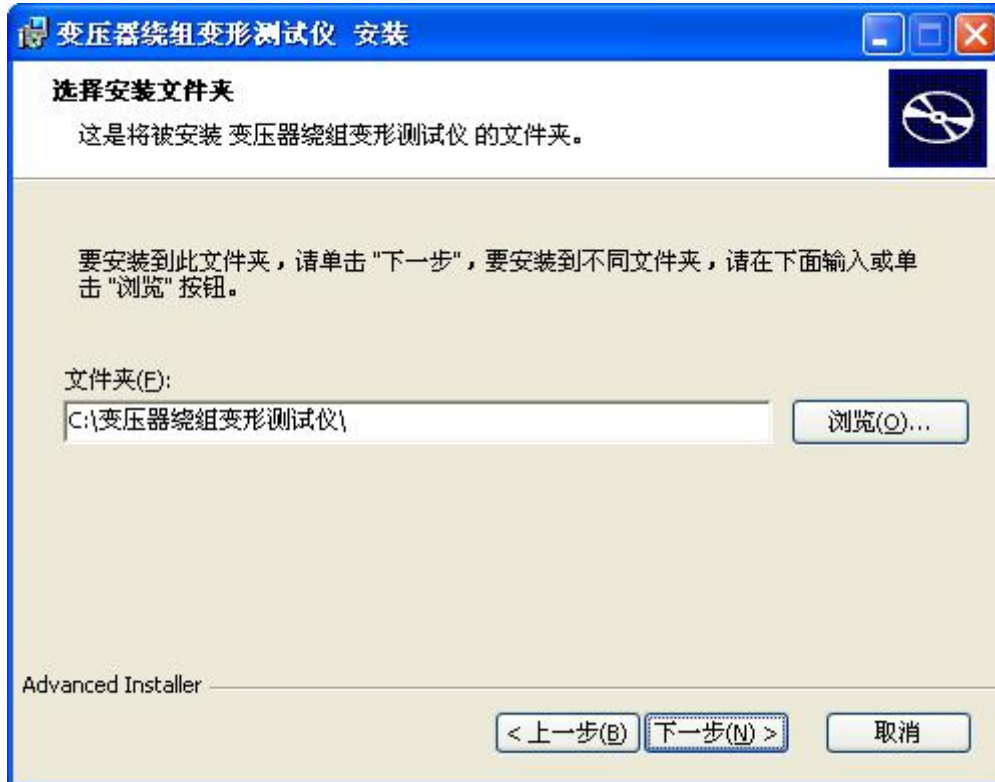 变压器绕组变形测试仪 安装
选择安装文件夹
这是将被安装 变压器绕组变形测试仪 的文件夹。
要安装到此文件夹，请单击 "下一步"，要安装到不同文件夹，请在下面输入或单
击 "浏览" 按钮。
文件夹(F):
C:\变压器绕组变形测试仪\
浏览(O)...
Advanced Installer
< 上一步(B)
下一步(N) >
取消